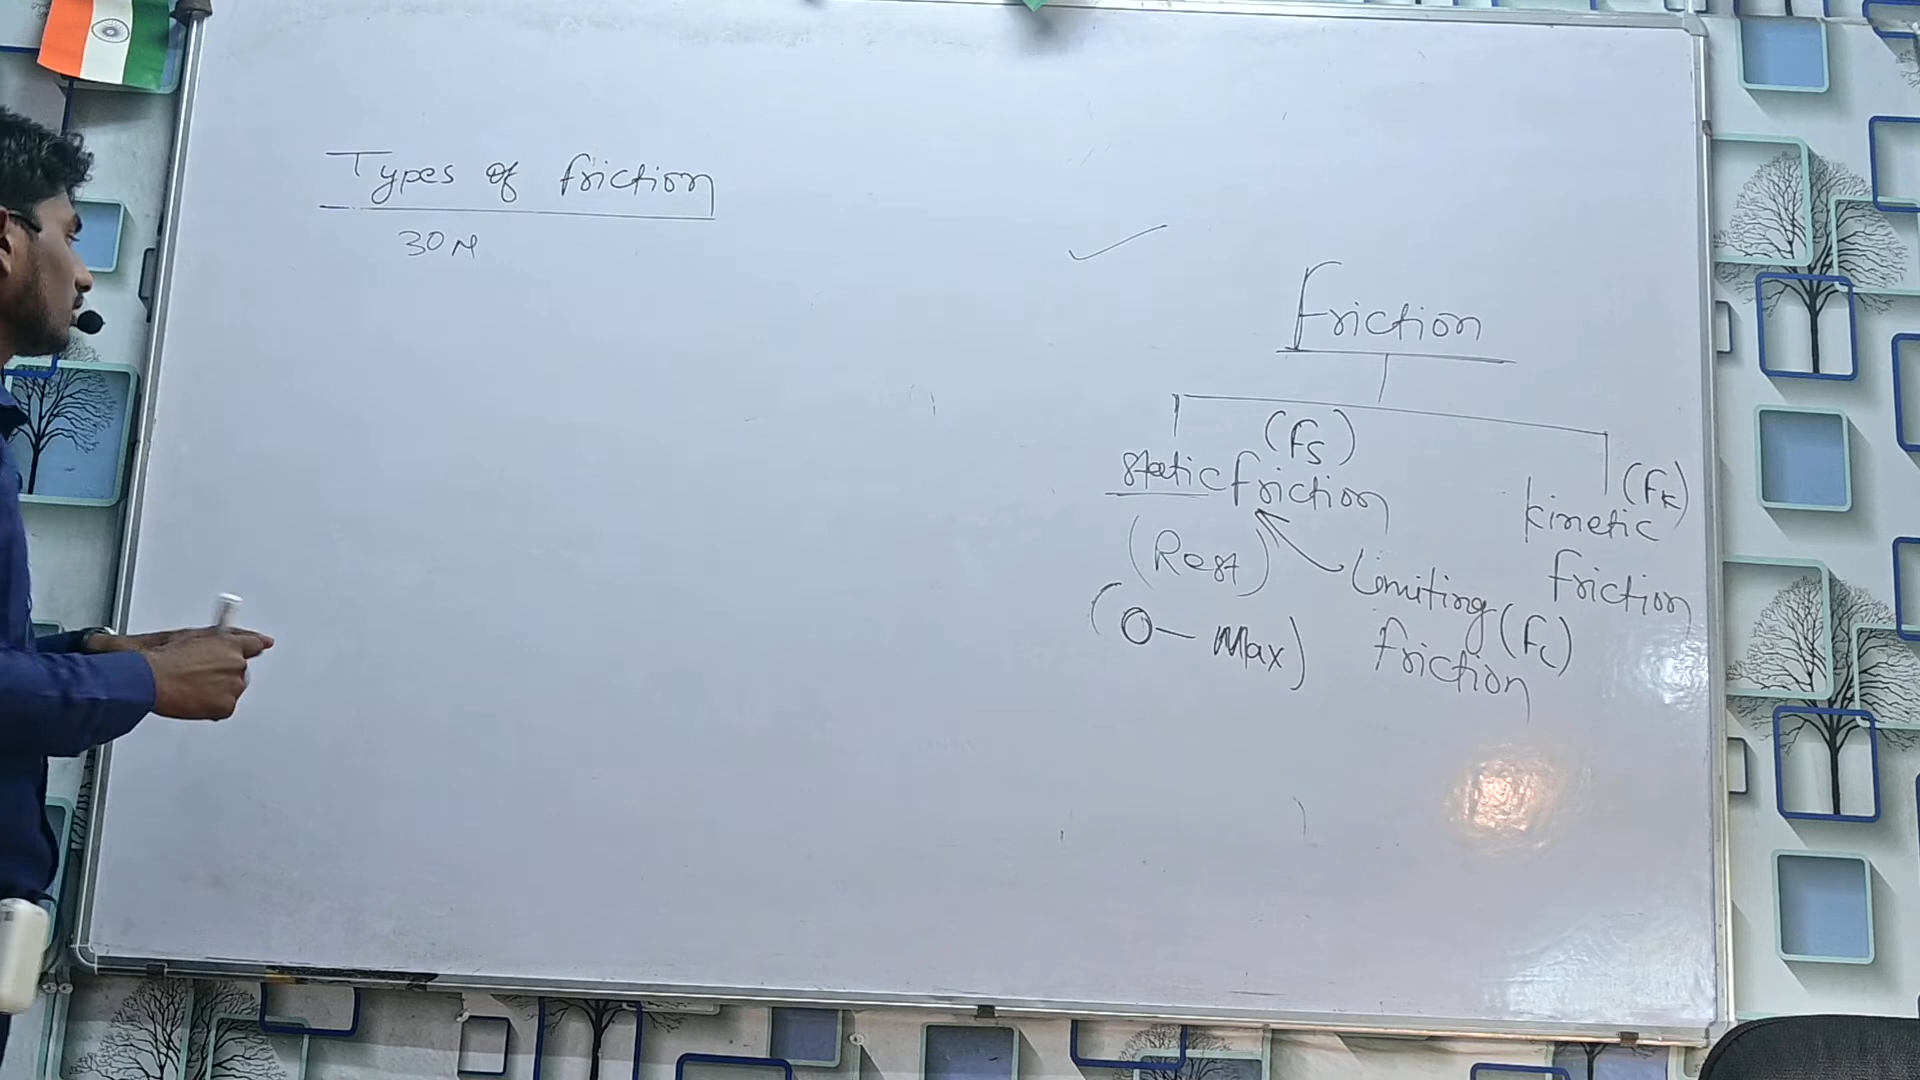 Types of friction
30 N
Friction
(Fs)
static friction
(Fk)
kinetic
friction
(Rest)
Limiting
friction (FL)
(0 - Max)